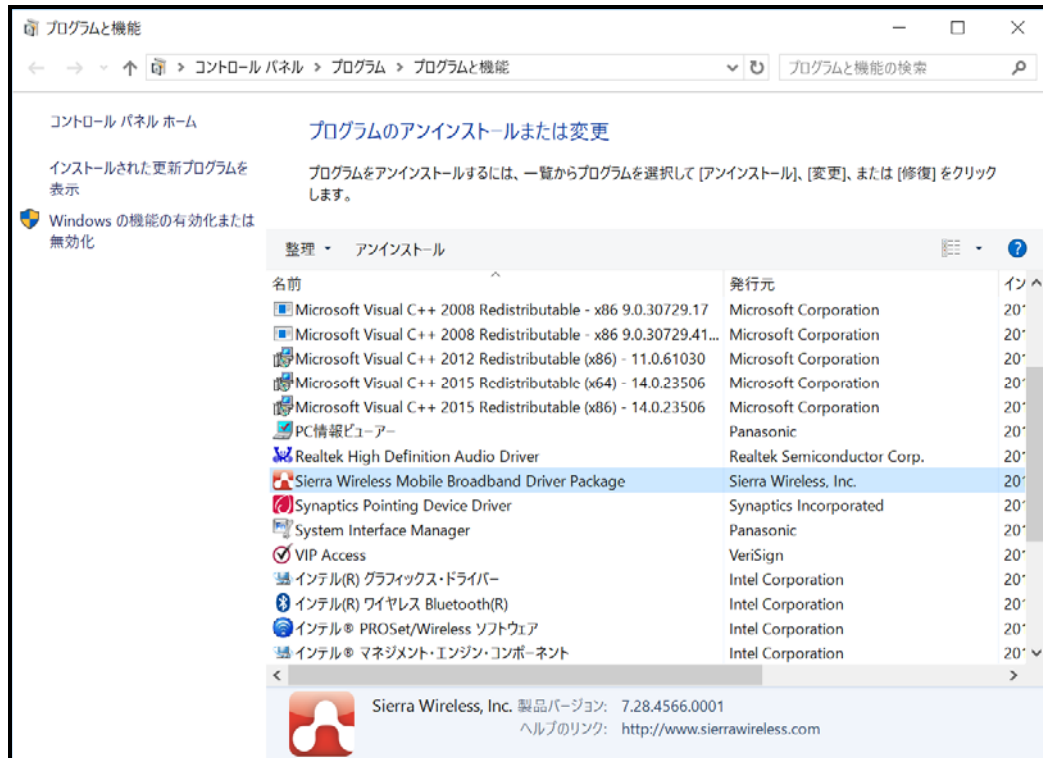 プログラムと機能
コントロール パネル > プログラム > プログラムと機能
プログラムと機能の検索
コントロール パネル ホーム
インストールされた更新プログラムを
表示
Windows の機能の有効化または
無効化
プログラムのアンインストールまたは変更
プログラムをアンインストールするには、一覧からプログラムを選択して [アンインストール]、[変更]、または [修復] をクリック
します。
整理 アンインストール
名前 発行元 イン
Microsoft Visual C++ 2008 Redistributable - x86 9.0.30729.17 Microsoft Corporation 201
Microsoft Visual C++ 2008 Redistributable - x86 9.0.30729.41... Microsoft Corporation 201
Microsoft Visual C++ 2012 Redistributable (x86) - 11.0.61030 Microsoft Corporation 201
Microsoft Visual C++ 2015 Redistributable (x64) - 14.0.23506 Microsoft Corporation 201
Microsoft Visual C++ 2015 Redistributable (x86) - 14.0.23506 Microsoft Corporation 201
PC情報ビューアー Panasonic 201
Realtek High Definition Audio Driver Realtek Semiconductor Corp. 201
Sierra Wireless Mobile Broadband Driver Package Sierra Wireless, Inc. 201
Synaptics Pointing Device Driver Synaptics Incorporated 201
System Interface Manager Panasonic 201
VIP Access VeriSign 201
インテル(R) グラフィックス・ドライバー Intel Corporation 201
インテル(R) ワイヤレス Bluetooth(R) Intel Corporation 201
インテル® PROSet/Wireless ソフトウェア Intel Corporation 201
インテル® マネジメント・エンジン・コンポーネント Intel Corporation 201
Sierra Wireless, Inc. 製品バージョン: 7.28.4566.0001
ヘルプのリンク: http://www.sierrawireless.com